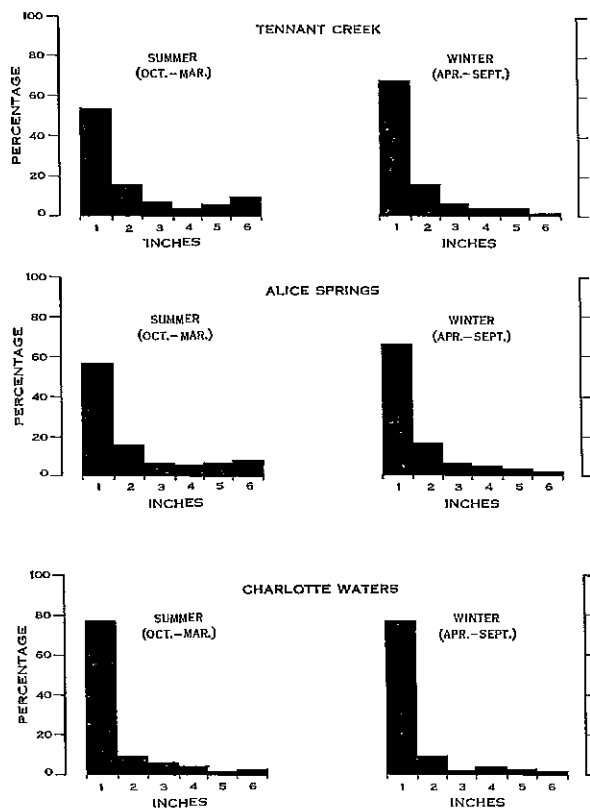 TENNANT CREEK
SUMMER
(OCT.-MAR.)
WINTER
(APR.-SEPT.)
PERCENTAGE
100
80
60
40
20
0
1 2 3 4 5 6
INCHES
1 2 3 4 5 6
INCHES
ALICE SPRINGS
SUMMER
(OCT.-MAR.)
WINTER
(APR.-SEPT.)
PERCENTAGE
100
80
60
40
20
0
1 2 3 4 5 6
INCHES
1 2 3 4 5 6
INCHES
CHARLOTTE WATERS
SUMMER
(OCT.-MAR.)
WINTER
(APR.-SEPT.)
PERCENTAGE
100
80
60
40
20
0
1 2 3 4 5 6
INCHES
1 2 3 4 5 6
INCHES